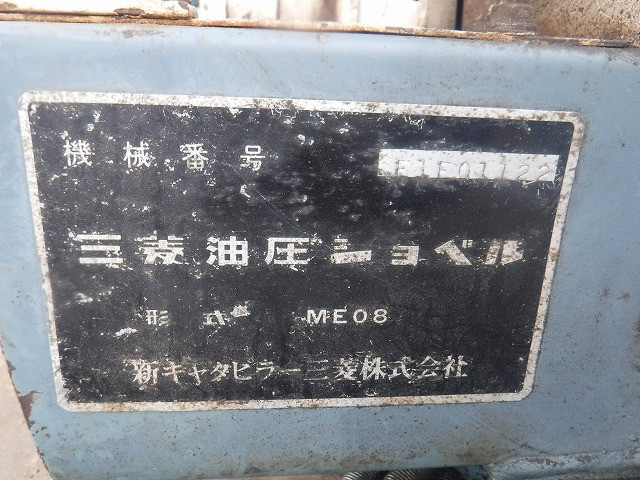 機械番号 E1E01122
三菱油圧ショベル
形式 ME08
新キャタピラー三菱株式会社